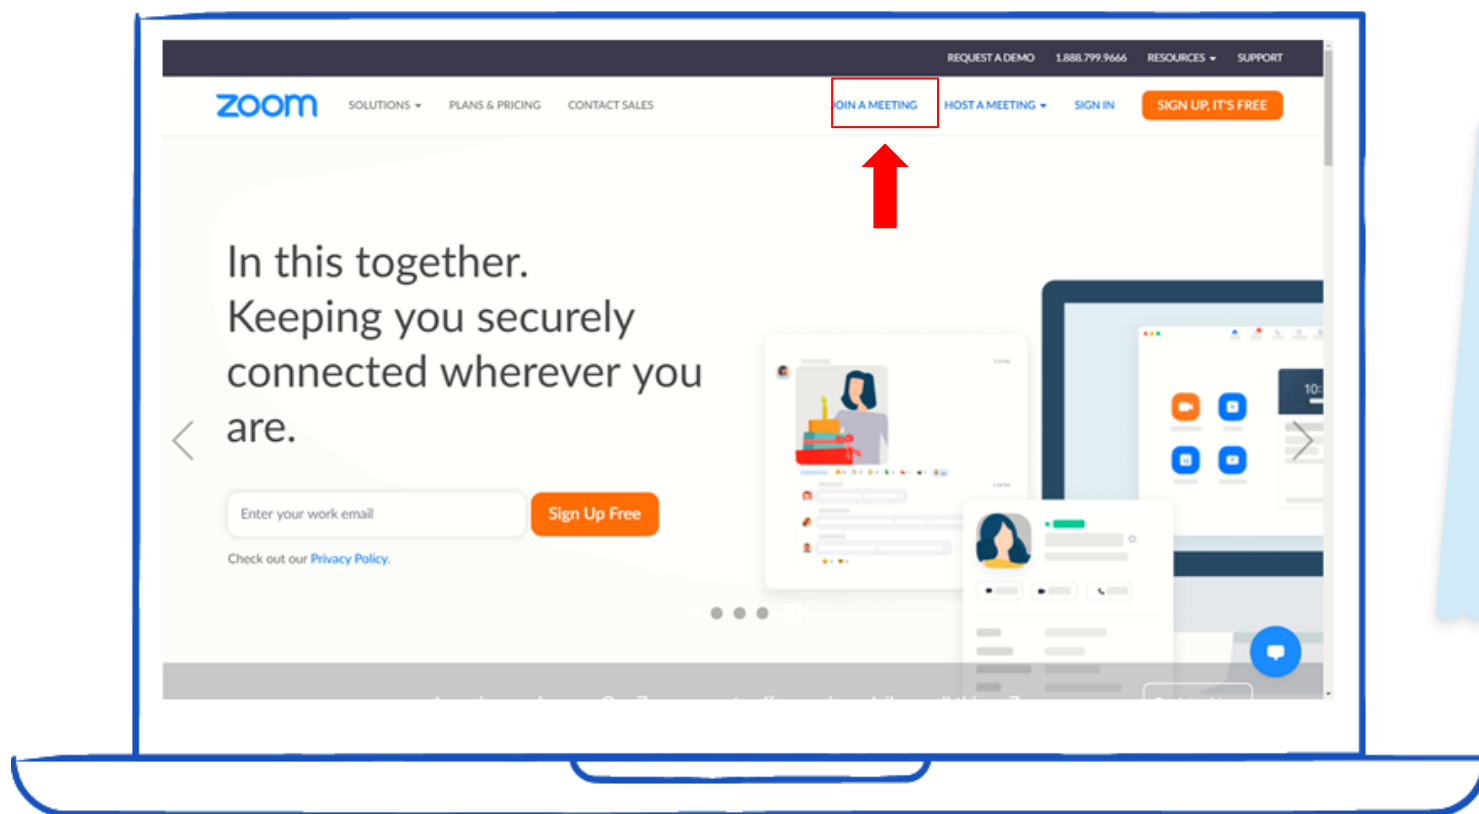 REQUEST A DEMO 1.888.799.9666 RESOURCES SUPPORT
zoom SOLUTIONS PLANS & PRICING CONTACT SALES JOIN A MEETING HOST A MEETING SIGN IN SIGN UP, IT'S FREE
In this together.
Keeping you securely
connected wherever you
are.
Enter your work email Sign Up Free
Check out our Privacy Policy.
10: